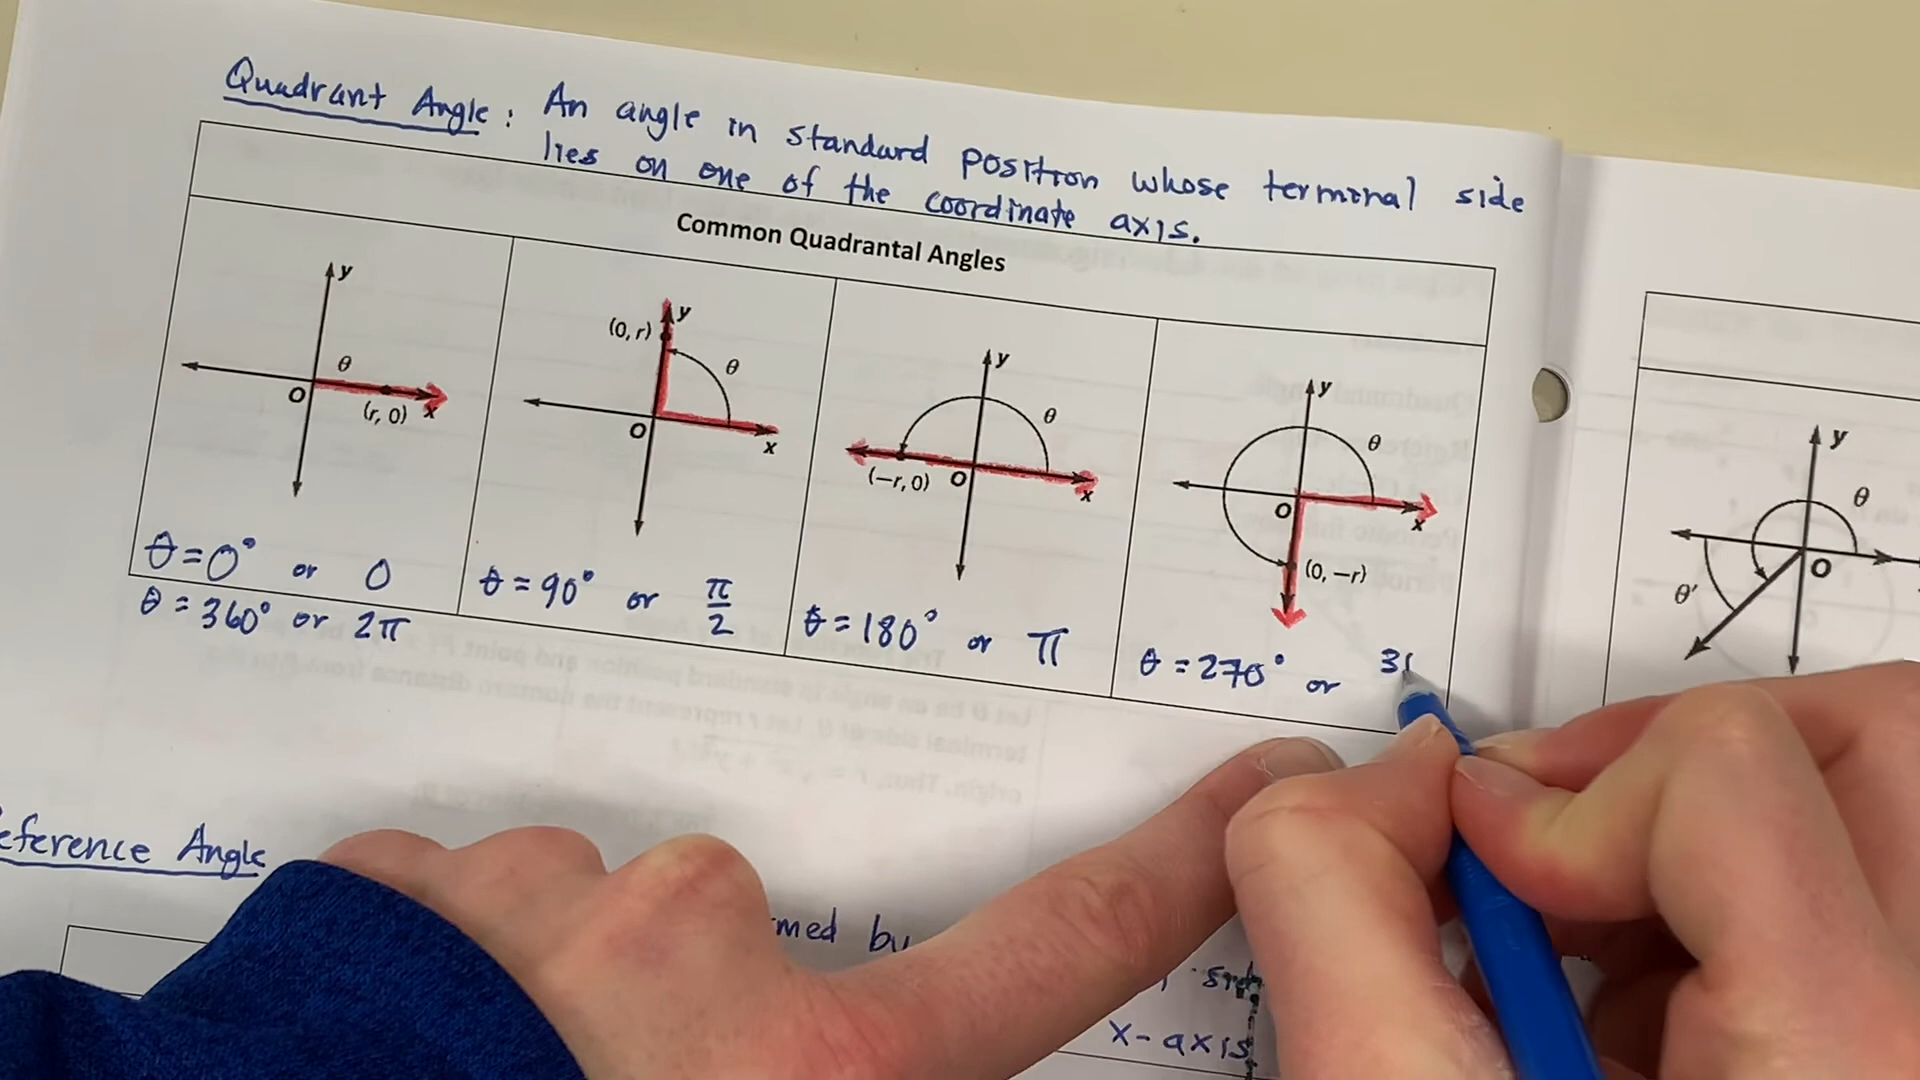 Quadrant Angle: An angle in standard position whose terminal side
lies on one of the coordinate axis.
Common Quadrantal Angles
y
θ
O
(r, 0) x
θ = 0° or 0
θ = 360° or 2π
y
(0, r)
θ
O
x
θ = 90° or π/2
y
θ
(−r, 0) O
x
θ = 180° or π
y
θ
O
x
(0, −r)
θ = 270° or 3
y
θ
O
θ'
eference Angle
med by
x-axis